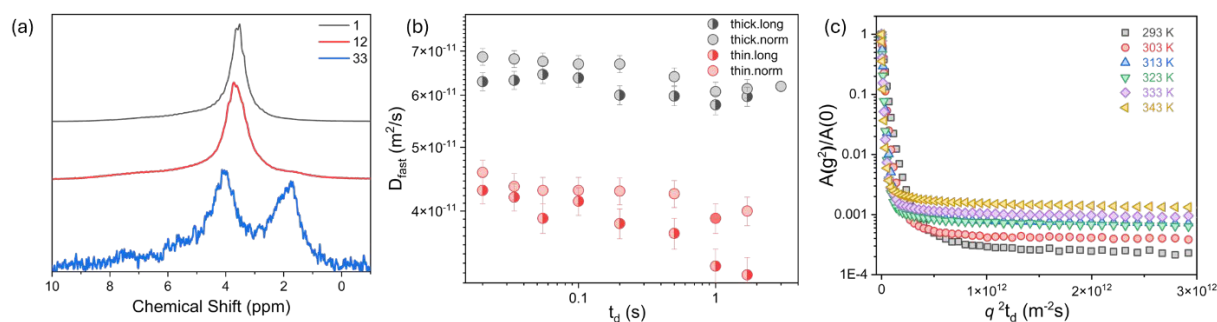 (a)
1
12
33
10
8
6
4
2
0
Chemical Shift (ppm)
(b)
thick.long
thick.norm
thin.long
thin.norm
7×10⁻¹¹
6×10⁻¹¹
5×10⁻¹¹
4×10⁻¹¹
D_fast (m²/s)
0.1
1
t_d (s)
(c)
293 K
303 K
313 K
323 K
333 K
343 K
1
0.1
0.01
0.001
1E-4
A(g²)/A(0)
0
1×10¹²
2×10¹²
3×10¹²
q²t_d (m⁻²s)